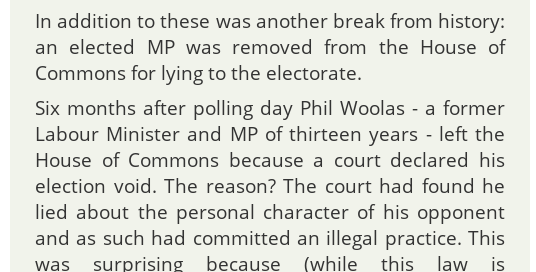 In addition to these was another break from history:
an elected MP was removed from the House of
Commons for lying to the electorate.
Six months after polling day Phil Woolas - a former
Labour Minister and MP of thirteen years - left the
House of Commons because a court declared his
election void. The reason? The court had found he
lied about the personal character of his opponent
and as such had committed an illegal practice. This
was surprising because (while this law is